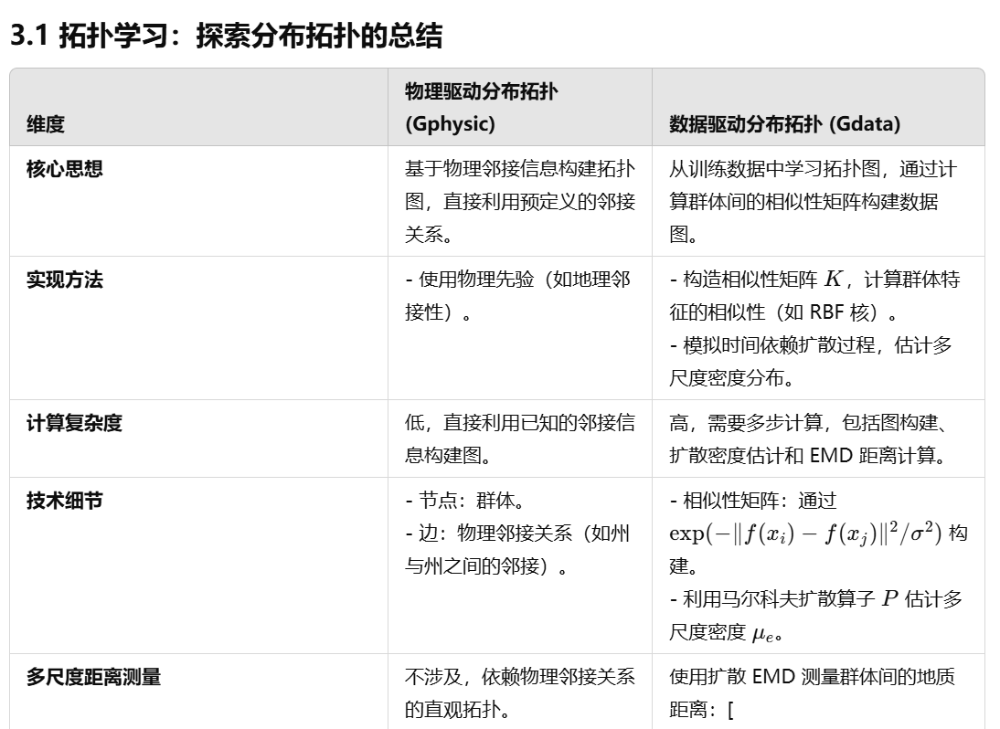 3.1 拓扑学习：探索分布拓扑的总结
维度
物理驱动分布拓扑
(Gphysic)
数据驱动分布拓扑 (Gdata)
核心思想
基于物理邻接信息构建拓扑
图，直接利用预定义的邻接
关系。
从训练数据中学习拓扑图，通过计
算群体间的相似性矩阵构建数据
图。
实现方法
- 使用物理先验（如地理邻
接性）。
- 构造相似性矩阵 K，计算群体特
征的相似性（如 RBF 核）。
- 模拟时间依赖扩散过程，估计多
尺度密度分布。
计算复杂度
低，直接利用已知的邻接信
息构建图。
高，需要多步计算，包括图构建、
扩散密度估计和 EMD 距离计算。
技术细节
- 节点：群体。
- 边：物理邻接关系（如州
与州之间的邻接）。
- 相似性矩阵：通过
exp(−∥f(xᵢ) − f(xⱼ)∥²/σ²) 构
建。
- 利用马尔科夫扩散算子 P 估计多
尺度密度 μₑ。
多尺度距离测量
不涉及，依赖物理邻接关系
的直观拓扑。
使用扩散 EMD 测量群体间的地质
距离：[